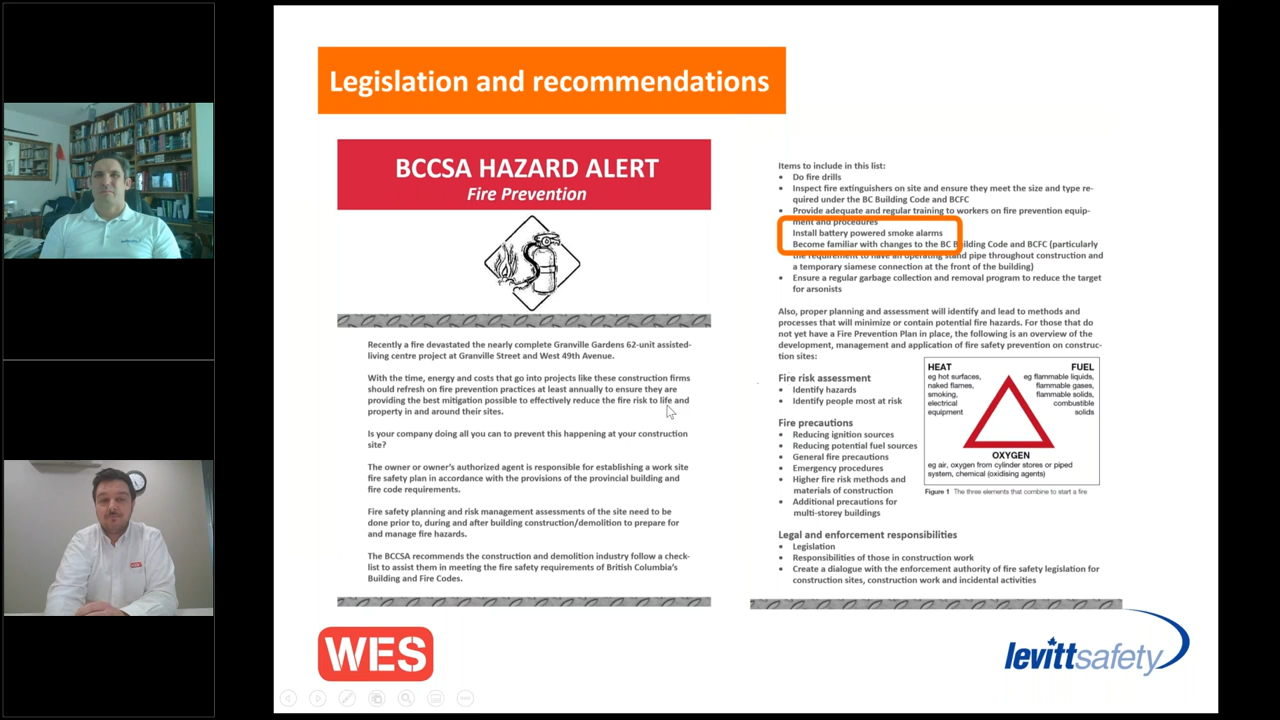 Legislation and recommendations
BCCSA HAZARD ALERT
Fire Prevention
Recently a fire devastated the nearly complete Granville Gardens 62-unit assisted-
living centre project at Granville Street and West 49th Avenue.
With the time, energy and costs that go into projects like these construction firms
should refresh on fire prevention practices at least annually to ensure they are
providing the best mitigation possible to effectively reduce the fire risk to life and
property in and around their sites.
Is your company doing all you can to prevent this happening at your construction
site?
The owner or owner's authorized agent is responsible for establishing a work site
fire safety plan in accordance with the provisions of the provincial building and
fire code requirements.
Fire safety planning and risk management assessments of the site need to be
done prior to, during and after building construction/demolition to prepare for
and manage fire hazards.
The BCCSA recommends the construction and demolition industry follow a check-
list to assist them in meeting the fire safety requirements of British Columbia's
Building and Fire Codes.
Items to include in this list:
• Do fire drills
• Inspect fire extinguishers on site and ensure they meet the size and type re-
quired under the BC Building Code and BCFC
• Provide adequate and regular training to workers on fire prevention equip-
ment and procedures
Install battery powered smoke alarms
Become familiar with changes to the BC Building Code and BCFC (particularly
the requirement to have an operating stand pipe throughout construction and
a temporary siamese connection at the front of the building)
• Ensure a regular garbage collection and removal program to reduce the target
for arsonists
Also, proper planning and assessment will identify and lead to methods and
processes that will minimize or contain potential fire hazards. For those that do
not yet have a Fire Prevention Plan in place, the following is an overview of the
development, management and application of fire safety prevention on construc-
tion sites:
Fire risk assessment
• Identify hazards
• Identify people most at risk
Fire precautions
• Reducing ignition sources
• Reducing potential fuel sources
• General fire precautions
• Emergency procedures
• Higher fire risk methods and
materials of construction
• Additional precautions for
multi-storey buildings
HEAT
eg hot surfaces,
naked flames,
smoking,
electrical
equipment
FUEL
eg flammable liquids,
flammable gases,
flammable solids,
combustible
solids
OXYGEN
eg air, oxygen from cylinder stores or piped
system, chemical (oxidising agents)
Figure 1 The three elements that combine to start a fire
Legal and enforcement responsibilities
• Legislation
• Responsibilities of those in construction work
• Create a dialogue with the enforcement authority of fire safety legislation for
construction sites, construction work and incidental activities
WES
levittsafety
WES